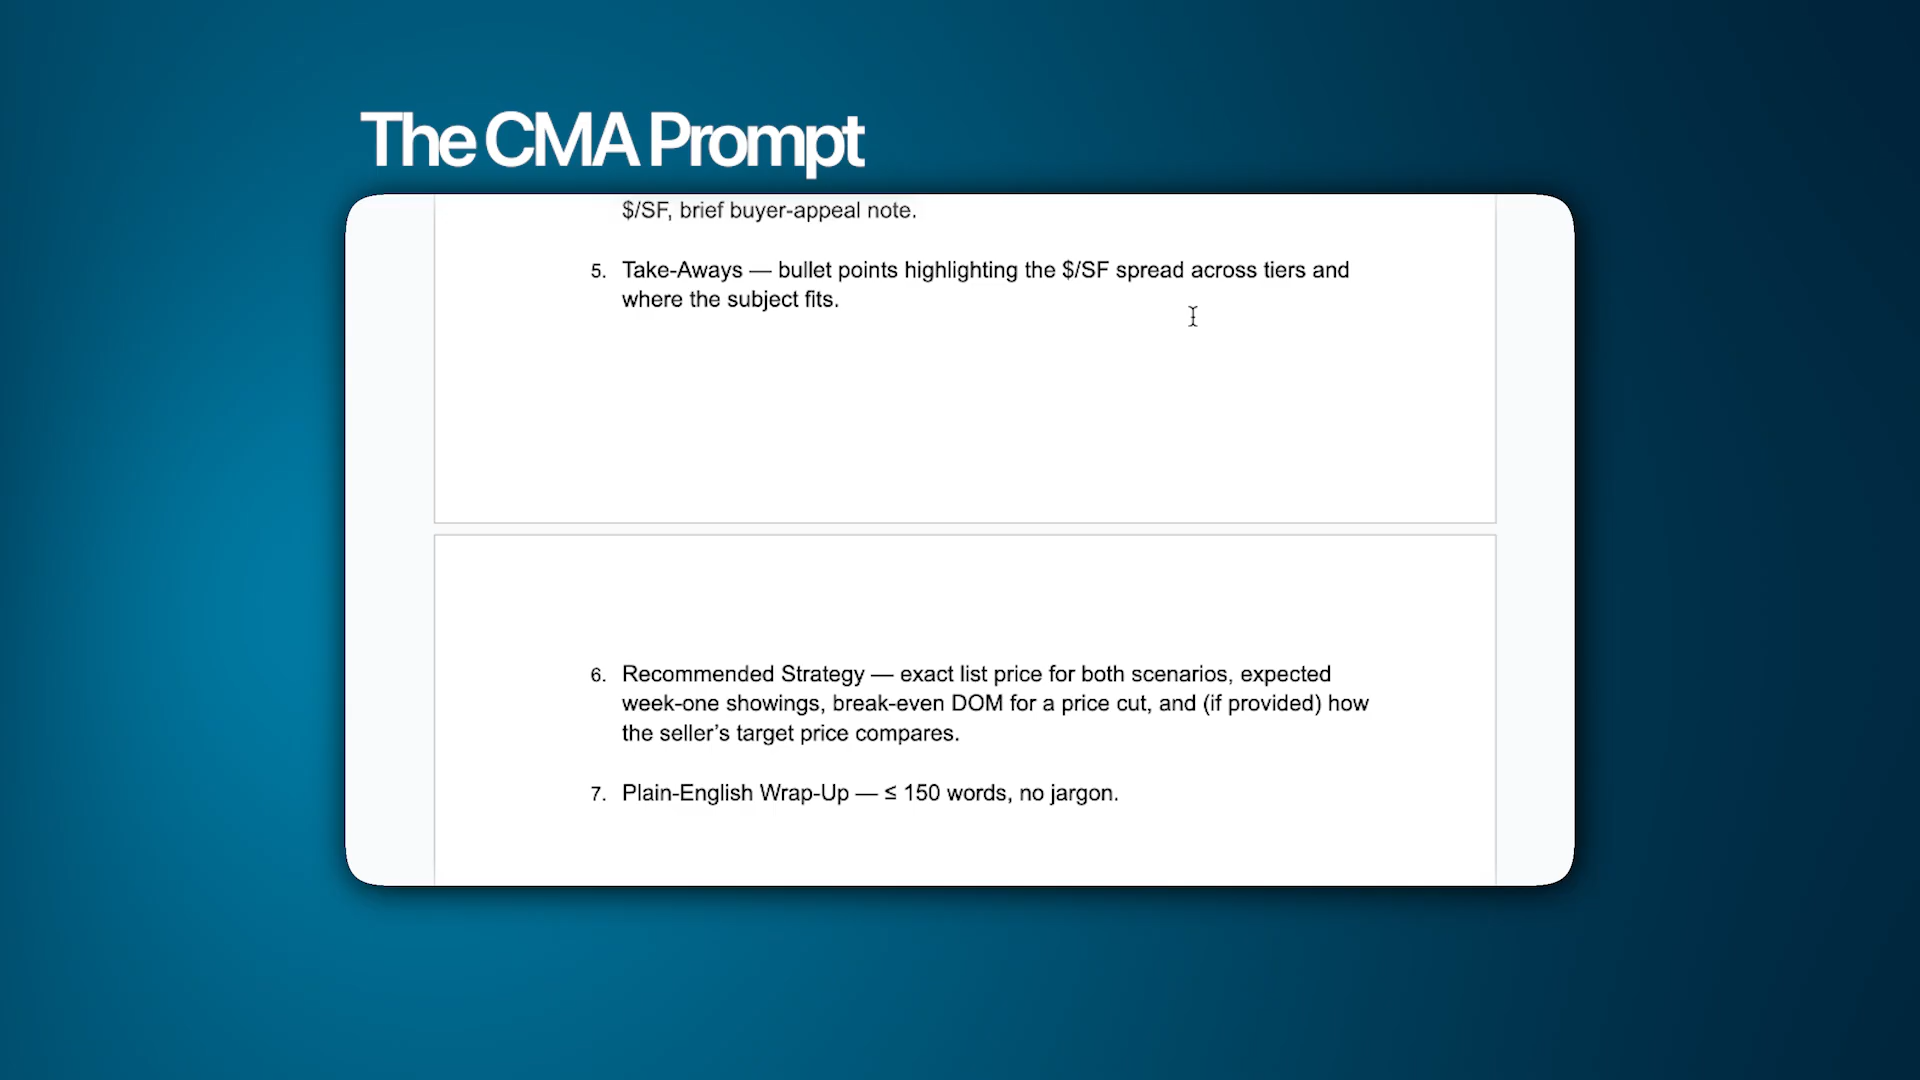 The CMA Prompt
$/SF, brief buyer-appeal note.
5. Take-Aways — bullet points highlighting the $/SF spread across tiers and
where the subject fits.
6. Recommended Strategy — exact list price for both scenarios, expected
week-one showings, break-even DOM for a price cut, and (if provided) how
the seller’s target price compares.
7. Plain-English Wrap-Up — ≤ 150 words, no jargon.